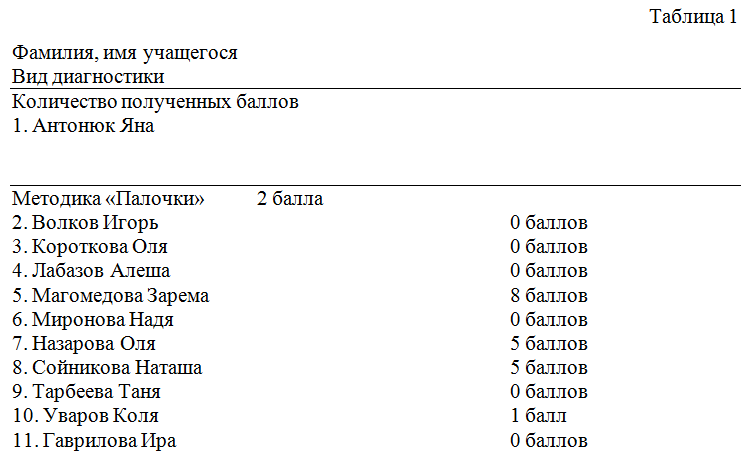 Таблица 1
Фамилия, имя учащегося
Вид диагностики
Количество полученных баллов
1. Антонюк Яна
Методика «Палочки» 2 балла
2. Волков Игорь 0 баллов
3. Короткова Оля 0 баллов
4. Лабазов Алеша 0 баллов
5. Магомедова Зарема 8 баллов
6. Миронова Надя 0 баллов
7. Назарова Оля 5 баллов
8. Сойникова Наташа 5 баллов
9. Тарбеева Таня 0 баллов
10. Уваров Коля 1 балл
11. Гаврилова Ира 0 баллов